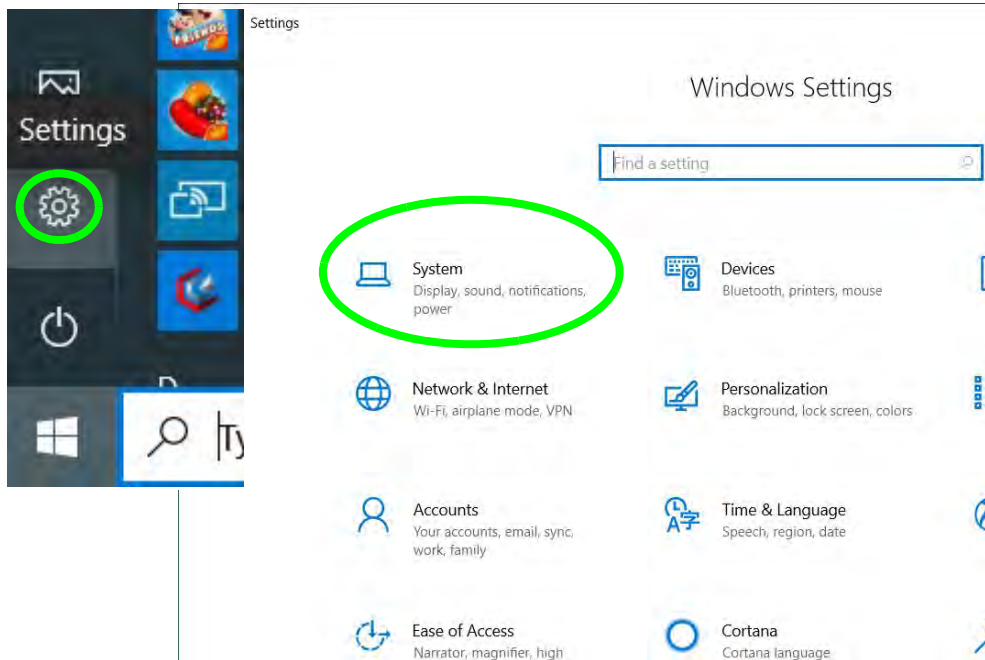 FRIENDS
Settings
Settings
Windows Settings
Find a setting
System
Display, sound, notifications,
power
Devices
Bluetooth, printers, mouse
Network & Internet
Wi-Fi, airplane mode, VPN
Personalization
Background, lock screen, colors
Accounts
Your accounts, email, sync,
work, family
Time & Language
Speech, region, date
Ease of Access
Narrator, magnifier, high
Cortana
Cortana language